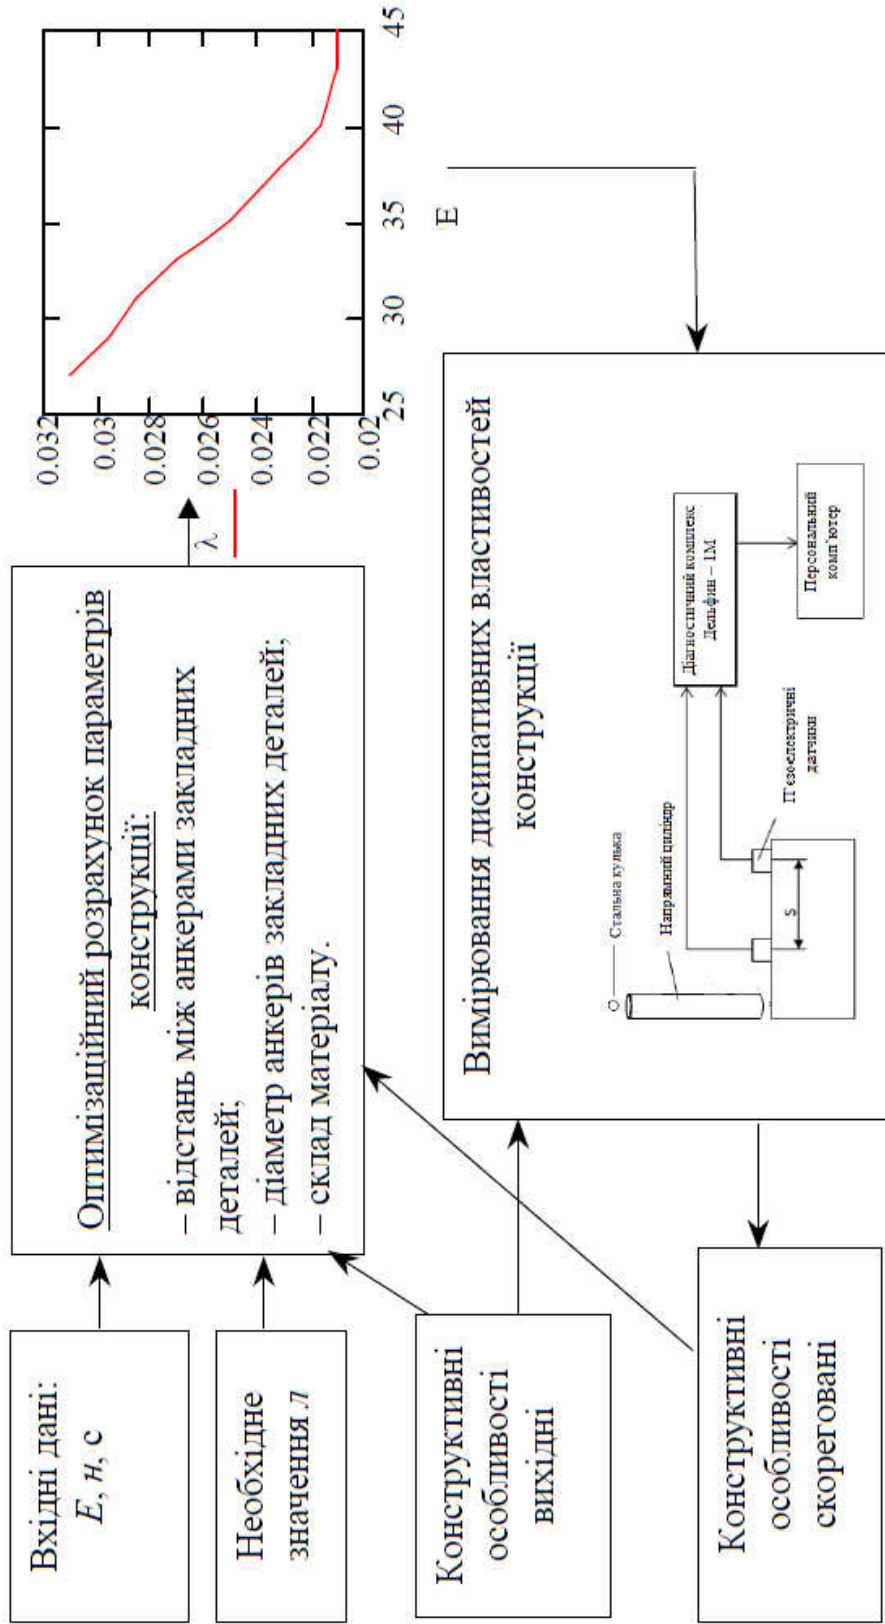 Вхідні дані:
E, н, с
Необхідне
значення л
Конструктивні
особливості
вихідні
Конструктивні
особливості
скореговані
Оптимізаційний розрахунок параметрів
конструкції:
– відстань між анкерами закладних
деталей;
– діаметр анкерів закладних деталей;
– склад матеріалу.
λ
0.032
0.03
0.028
0.026
0.024
0.022
0.02
25
30
35
40
45
E
Вимірювання дисипативних властивостей
конструкції
Стальна кулька
Напрямний циліндр
S
П'єзоелектричні
датчики
Діагностичний комплекс
Дельфин – 1М
Персональний
комп'ютер